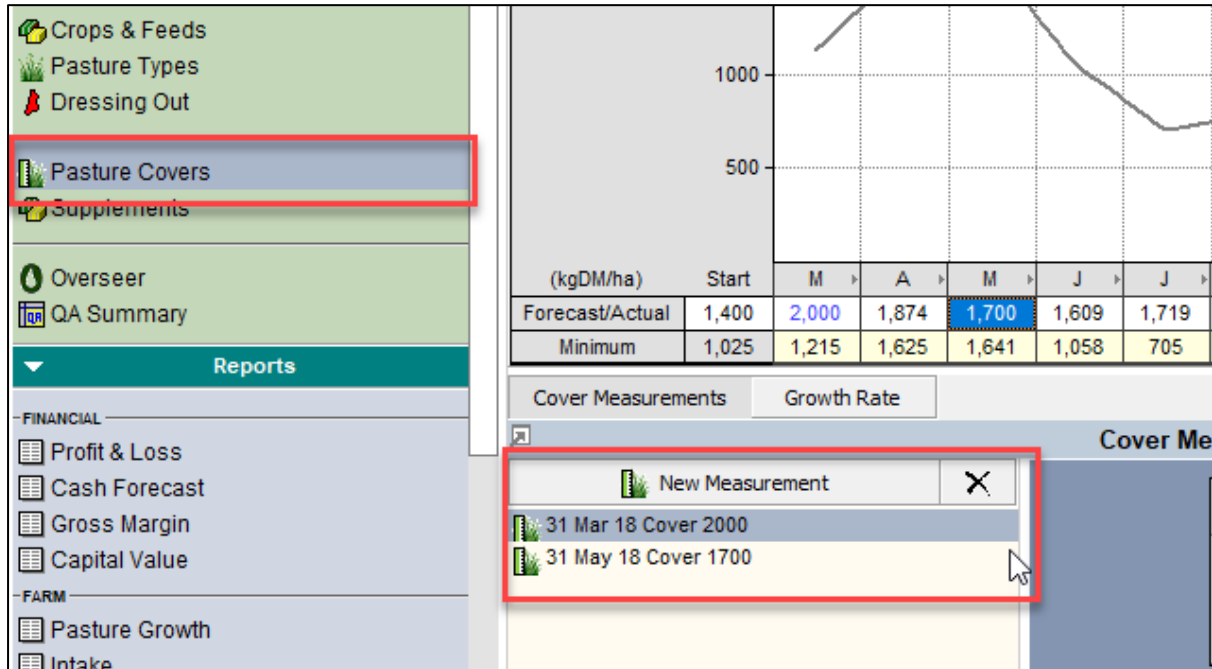 Crops & Feeds
Pasture Types
Dressing Out
Pasture Covers
Supplements
Overseer
QA
QA Summary
Reports
FINANCIAL
Profit & Loss
Cash Forecast
Gross Margin
Capital Value
FARM
Pasture Growth
Intake
1000
500
(kgDM/ha) Start M A M J J
Forecast/Actual 1,400 2,000 1,874 1,700 1,609 1,719
Minimum 1,025 1,215 1,625 1,641 1,058 705
Cover Measurements Growth Rate
Cover Me
New Measurement
31 Mar 18 Cover 2000
31 May 18 Cover 1700